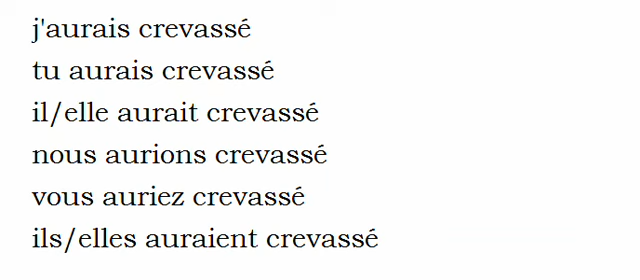 j'aurais crevassé
tu aurais crevassé
il/elle aurait crevassé
nous aurions crevassé
vous auriez crevassé
ils/elles auraient crevassé